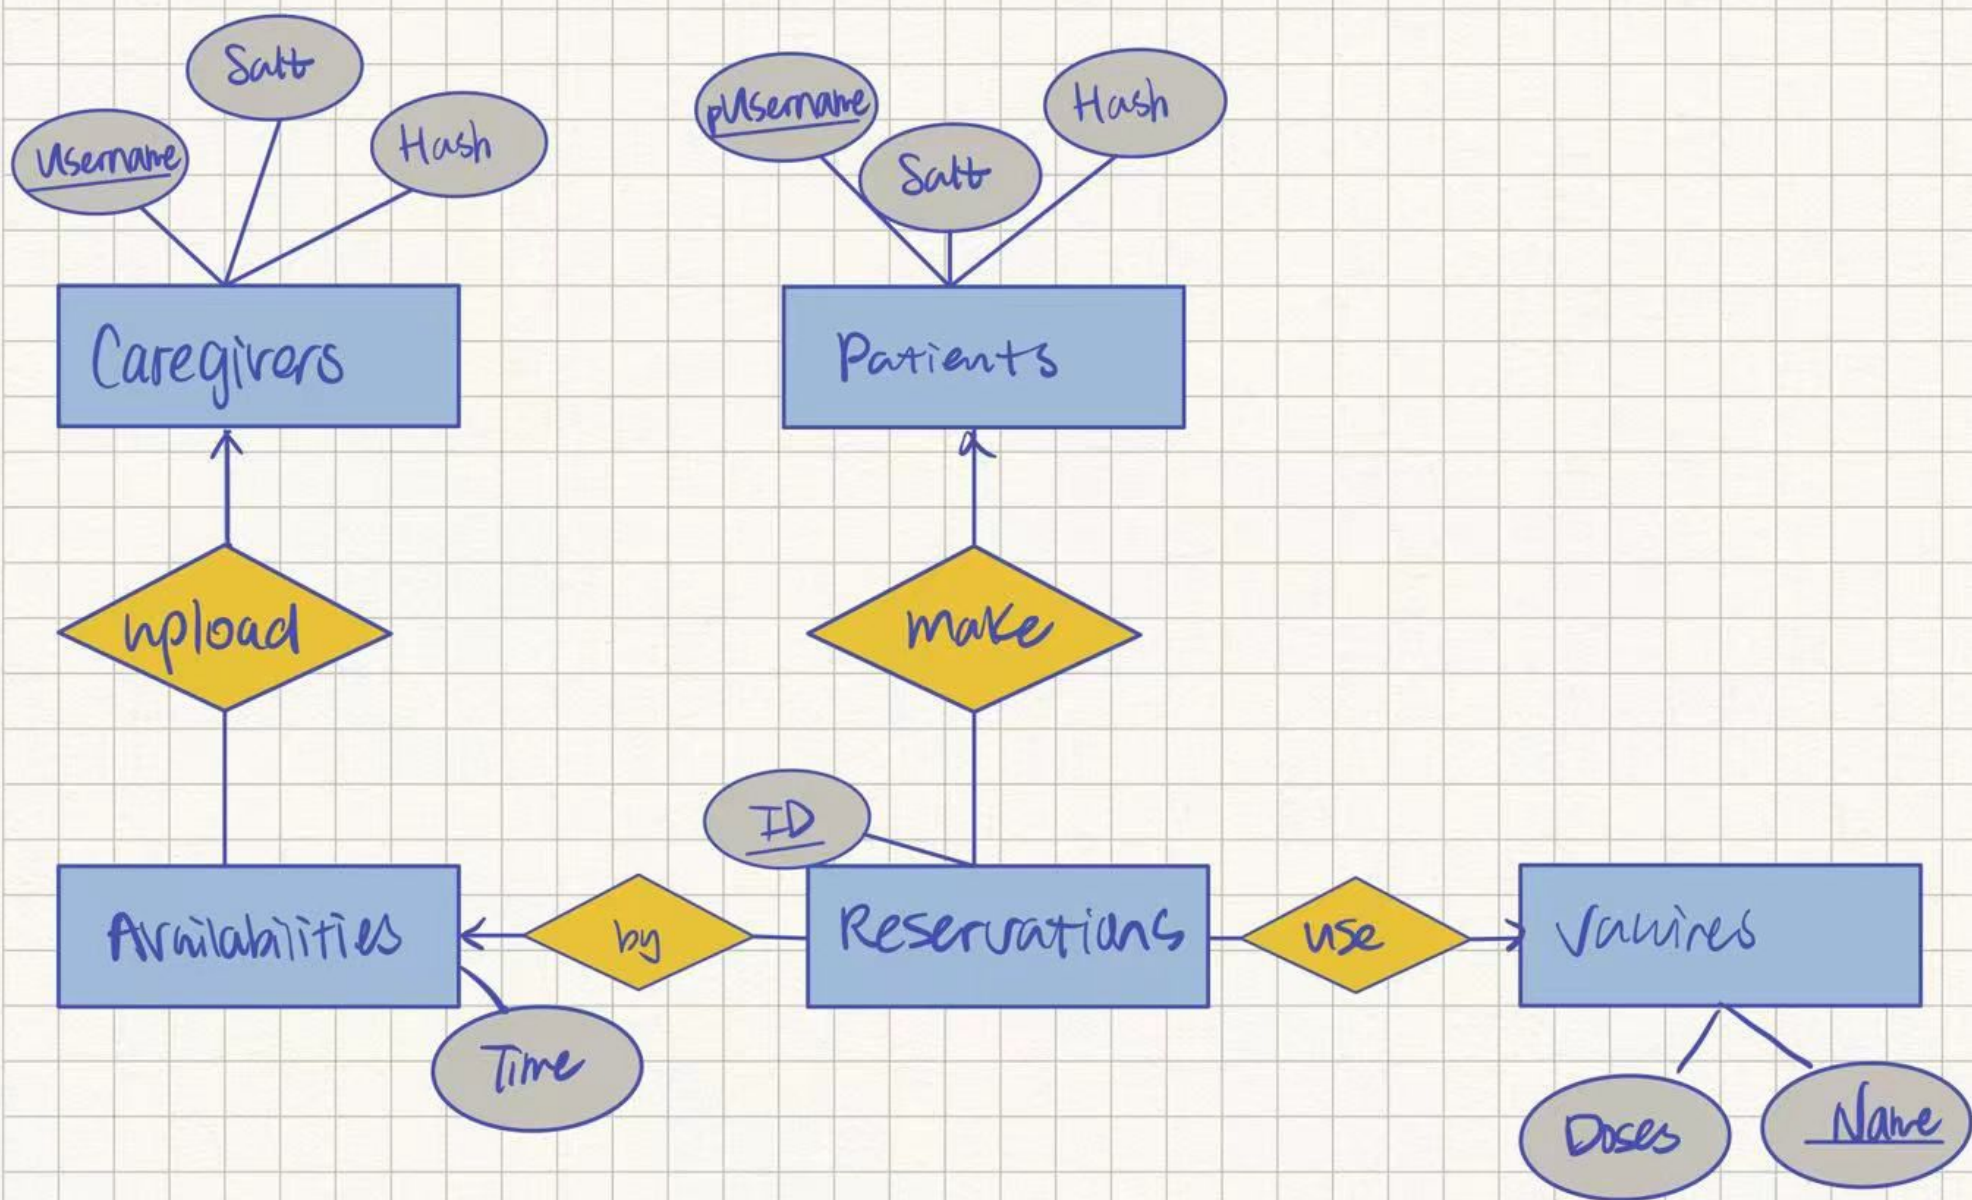 Salt
Username
Hash
pUsername
Salt
Hash
Caregivers
Patients
upload
make
ID
Availabilities
by
Reservations
use
Vaccines
Time
Doses
Name